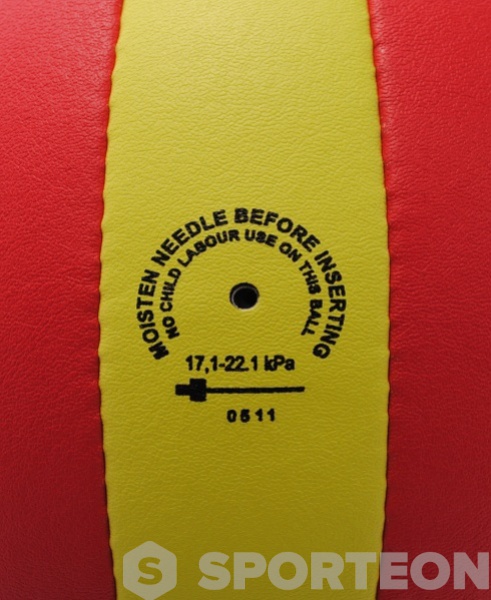 MOISTEN NEEDLE BEFORE INSERTING
NO CHILD LABOUR USE ON THIS BALL
17,1-22.1 kPa
0511
S SPORTEON